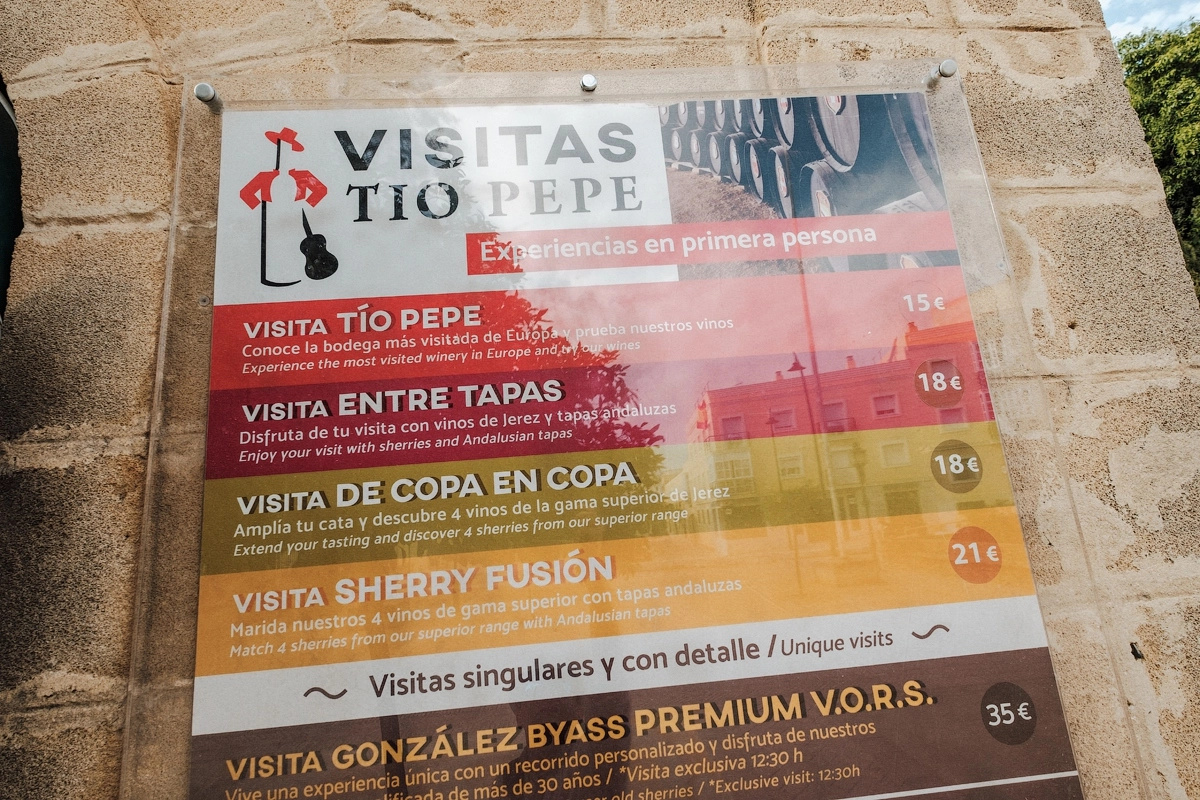 VISITAS
TIO PEPE
Experiencias en primera persona
VISITA TÍO PEPE
15€
Conoce la bodega más visitada de Europa y prueba nuestros vinos
Experience the most visited winery in Europe and try our wines
VISITA ENTRE TAPAS
18€
Disfruta de tu visita con vinos de Jerez y tapas andaluzas
Enjoy your visit with sherries and Andalusian tapas
VISITA DE COPA EN COPA
18€
Amplía tu cata y descubre 4 vinos de la gama superior de Jerez
Extend your tasting and discover 4 sherries from our superior range
VISITA SHERRY FUSIÓN
21€
Marida nuestros 4 vinos de gama superior con tapas andaluzas
Match 4 sherries from our superior range with Andalusian tapas
Visitas singulares y con detalle / Unique visits
VISITA GONZÁLEZ BYASS PREMIUM V.O.R.S.
35€
Vive una experiencia única con un recorrido personalizado y disfruta de nuestros
de más de 30 años / *Visita exclusiva 12:30 h
old sherries / *Exclusive visit: 12:30h